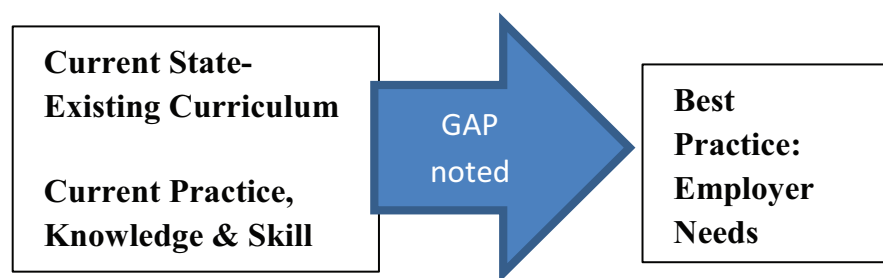 Current State-
Existing Curriculum
Current Practice,
Knowledge & Skill
GAP
noted
Best
Practice:
Employer
Needs